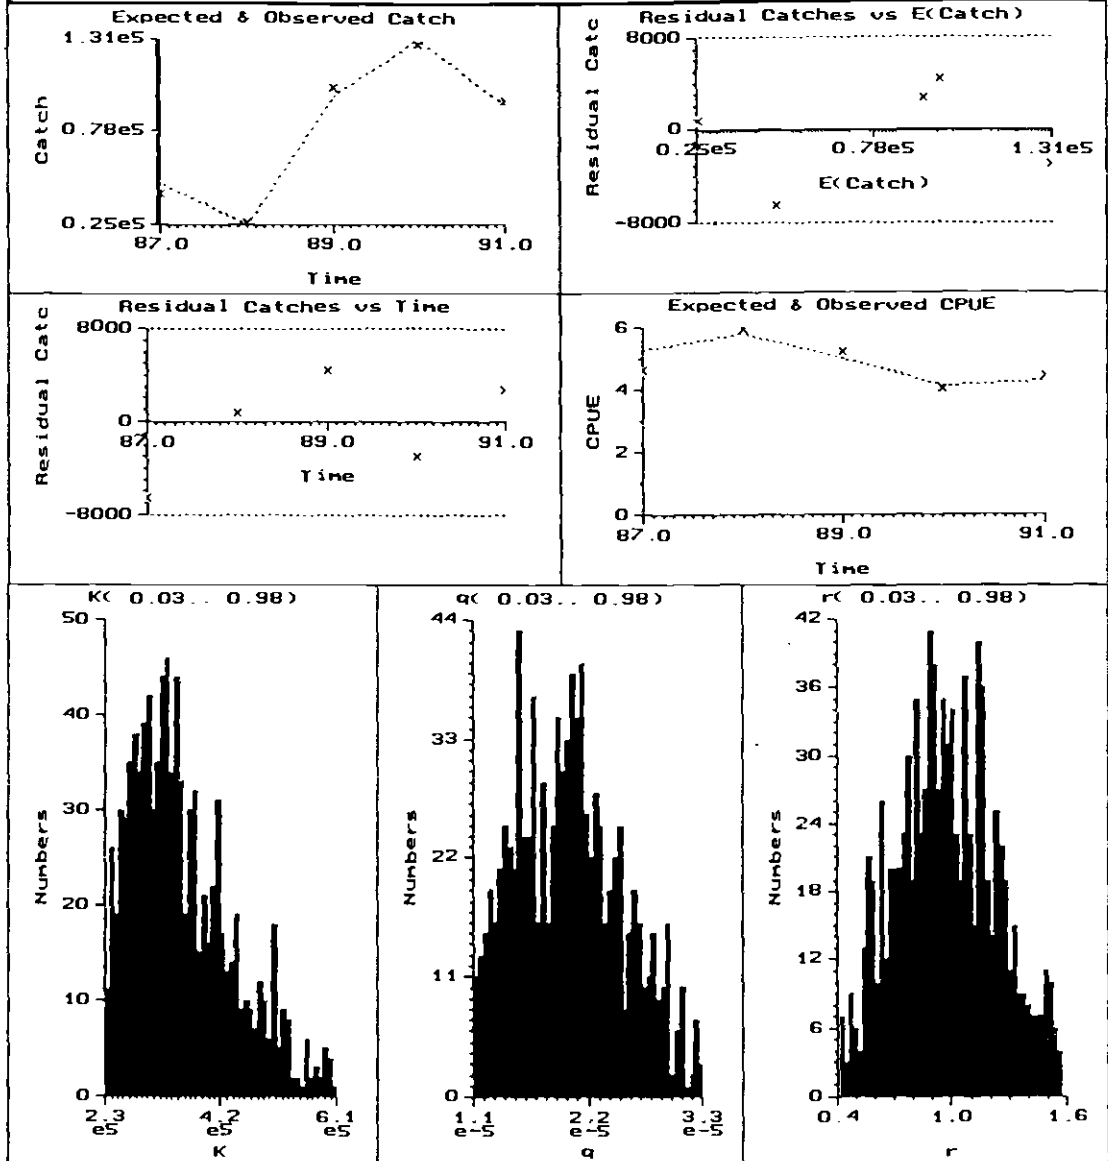 Expected & Observed Catch
1.31e5
0.78e5
0.25e5
Catch
87.0 89.0 91.0
Time
Residual Catches vs E(Catch)
8000
0
-8000
Residual Catc
0.25e5 0.78e5 1.31e5
E(Catch)
Residual Catches vs Time
8000
0
-8000
Residual Catc
87.0 89.0 91.0
Time
Expected & Observed CPUE
6
4
2
0
CPUE
87.0 89.0 91.0
Time
K( 0.03.. 0.98)
50
40
30
20
10
0
Numbers
2.3 4.2 6.1
e5 e5 e5
K
q( 0.03.. 0.98)
44
33
22
11
0
Numbers
1.1 2.2 3.3
e-5 e-5 e-5
q
r( 0.03.. 0.98)
42
36
30
24
18
12
6
0
Numbers
0.4 1.0 1.6
r